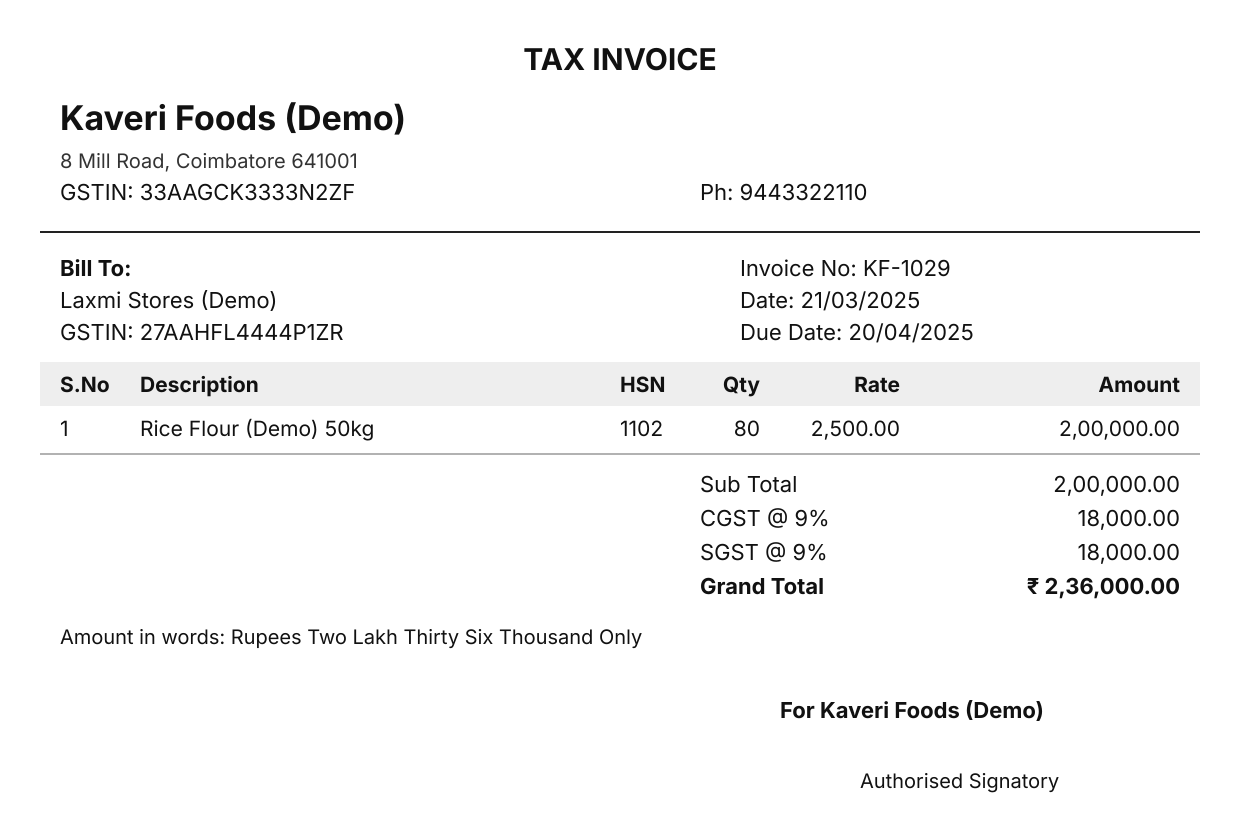 TAX INVOICE
Kaveri Foods (Demo)
8 Mill Road, Coimbatore 641001
GSTIN: 33AAGCK3333N2ZF Ph: 9443322110
Bill To: Invoice No: KF-1029
Laxmi Stores (Demo) Date: 21/03/2025
GSTIN: 27AAHFL4444P1ZR Due Date: 20/04/2025
S.No Description HSN Qty Rate Amount
1 Rice Flour (Demo) 50kg 1102 80 2,500.00 2,00,000.00
Sub Total 2,00,000.00
CGST @ 9% 18,000.00
SGST @ 9% 18,000.00
Grand Total ₹ 2,36,000.00
Amount in words: Rupees Two Lakh Thirty Six Thousand Only
For Kaveri Foods (Demo)
Authorised Signatory